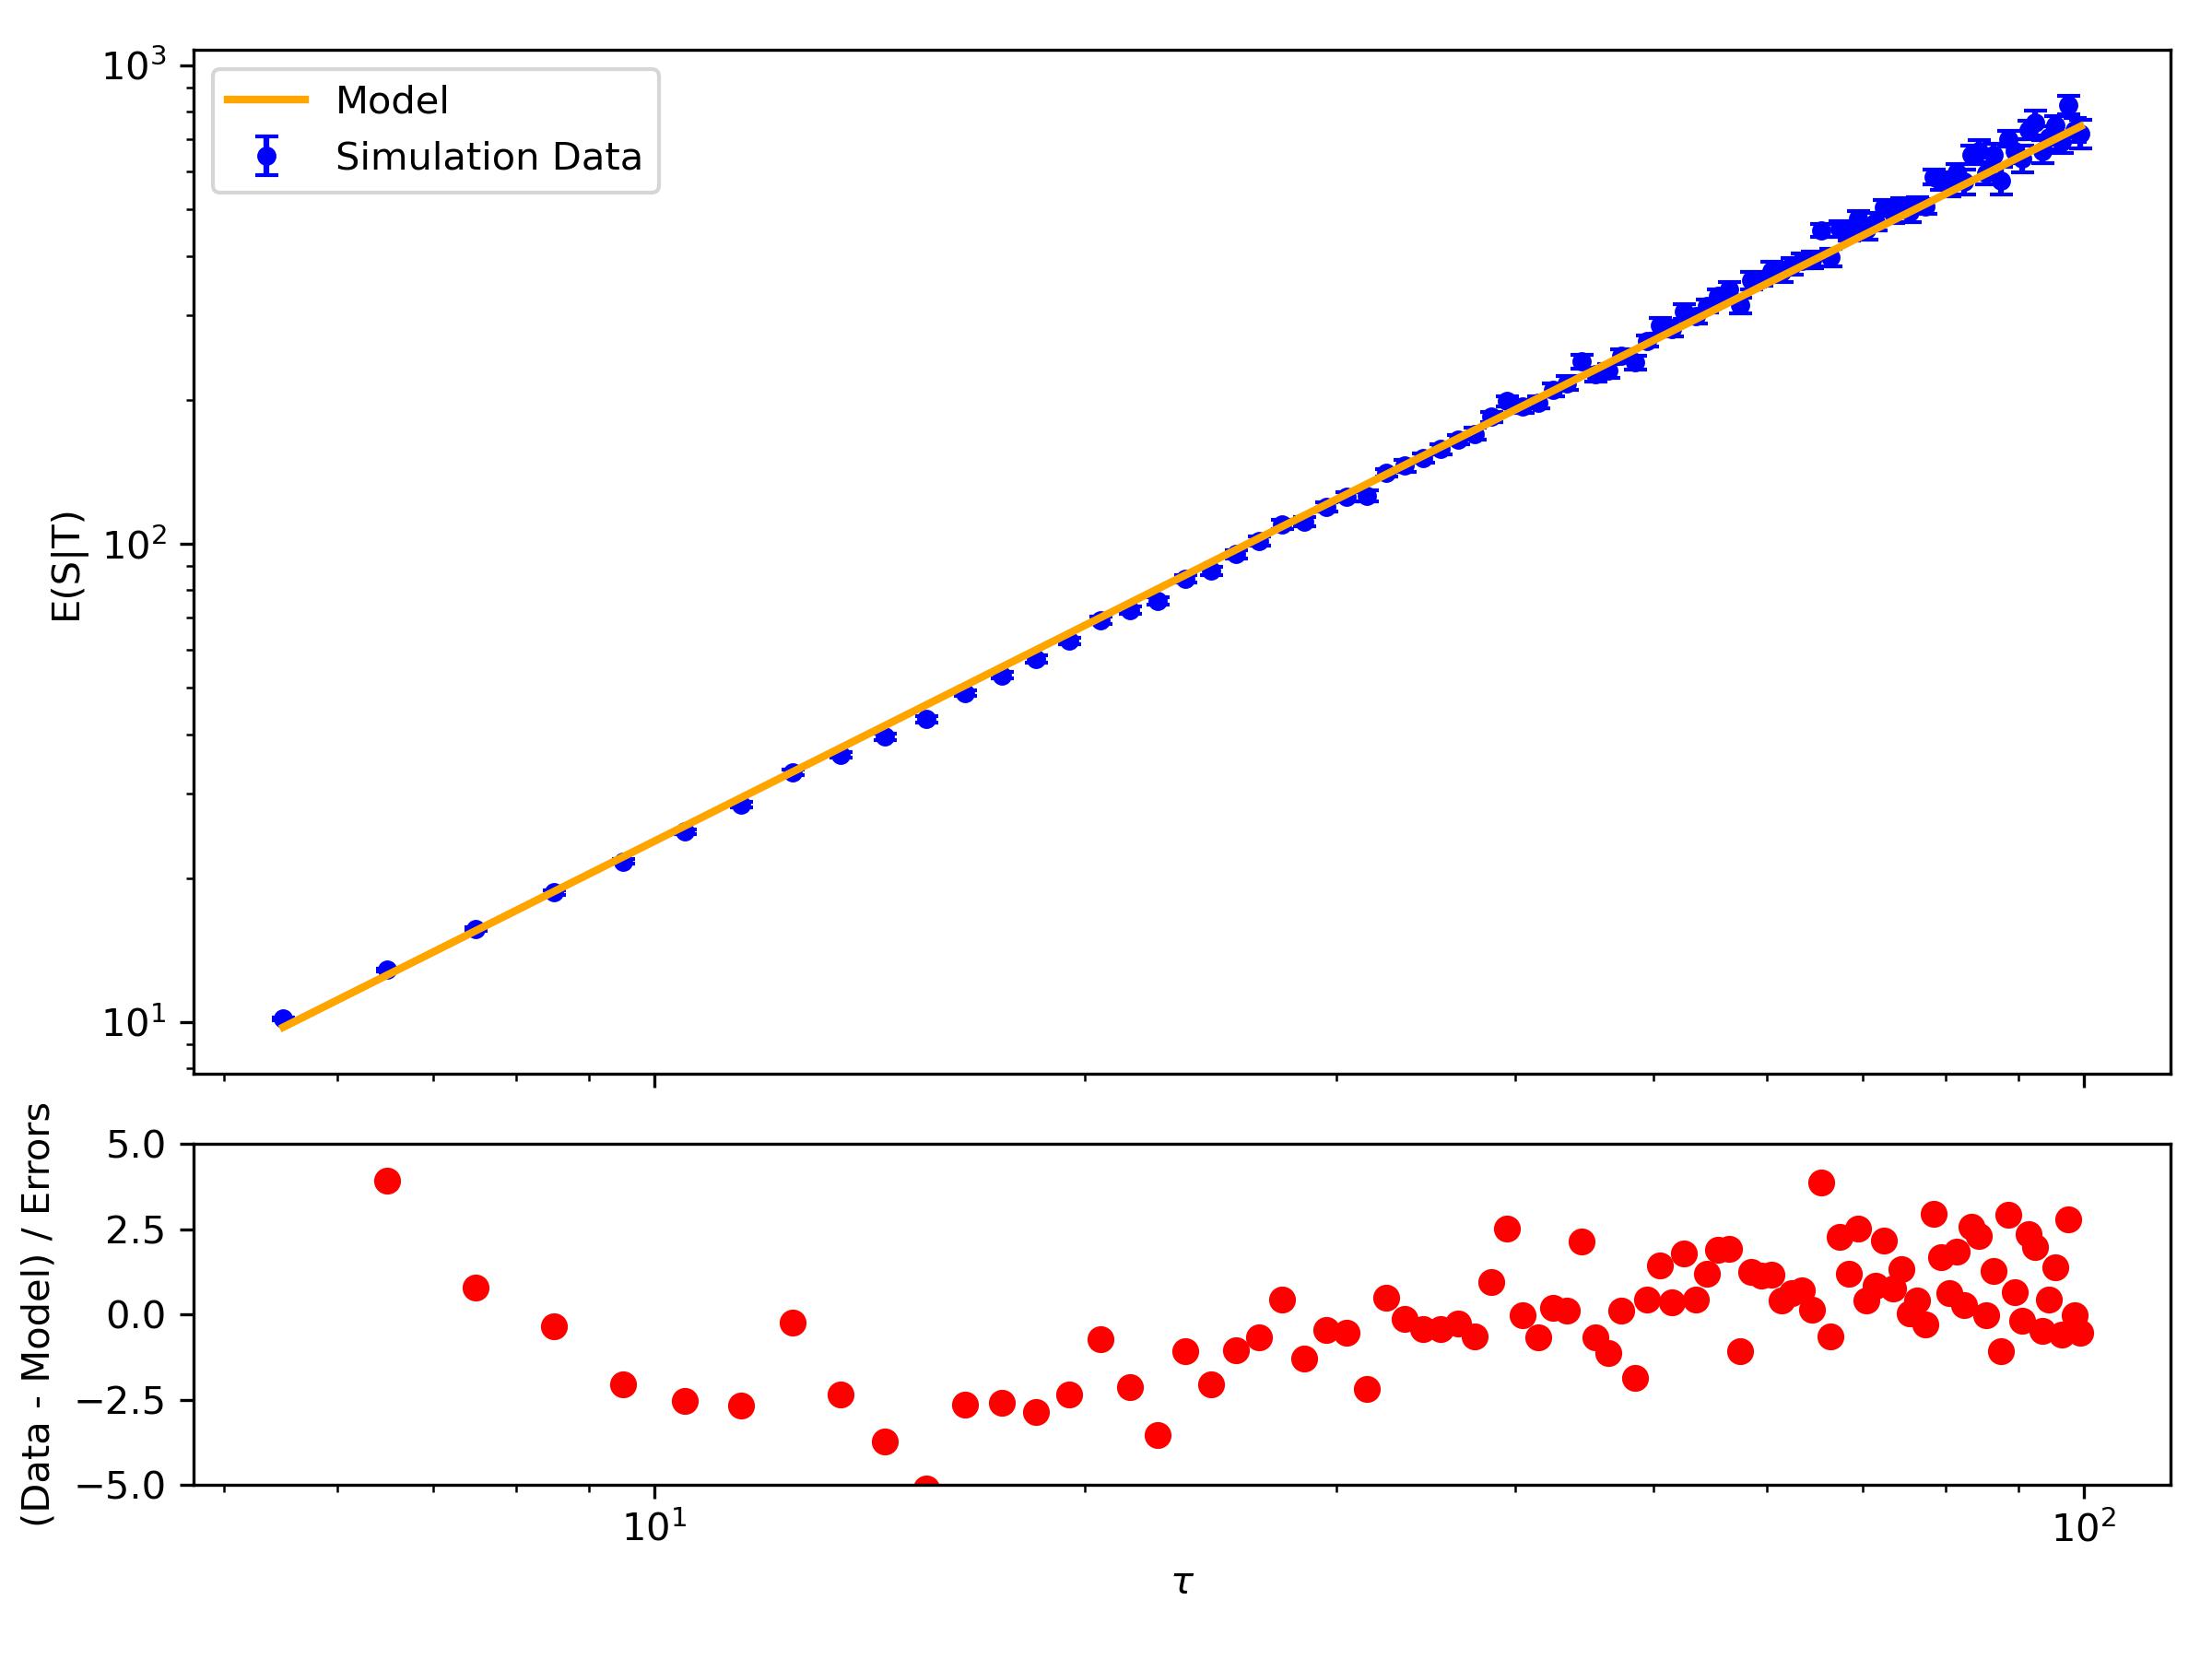 10³
Model
Simulation Data
E(S|T)
10²
10¹
(Data - Model) / Errors
5.0
2.5
0.0
−2.5
−5.0
10¹
10²
τ